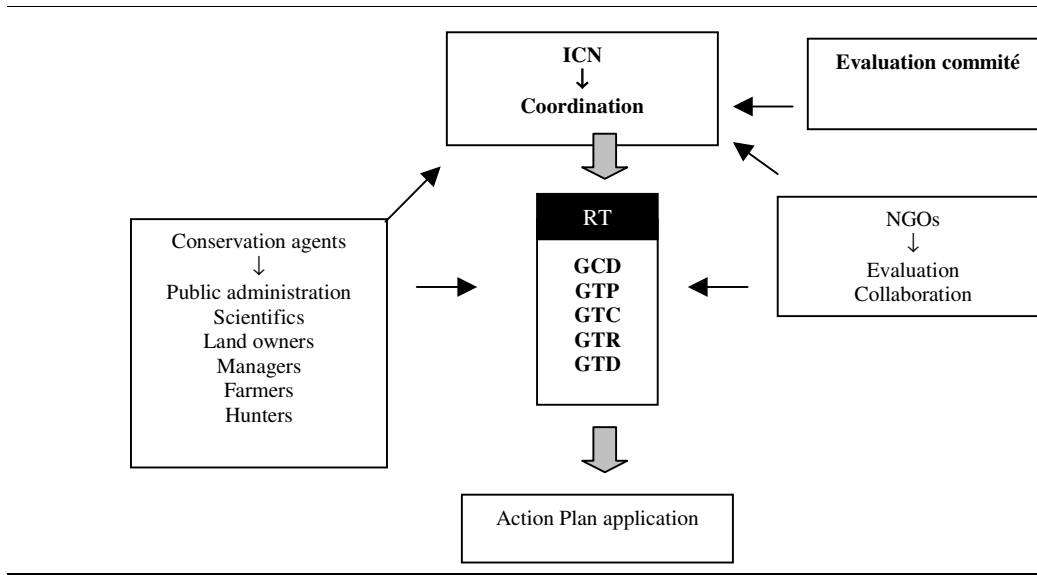 ICN
↓
Coordination
Evaluation commité
Conservation agents
↓
Public administration
Scientifics
Land owners
Managers
Farmers
Hunters
RT
GCD
GTP
GTC
GTR
GTD
NGOs
↓
Evaluation
Collaboration
Action Plan application